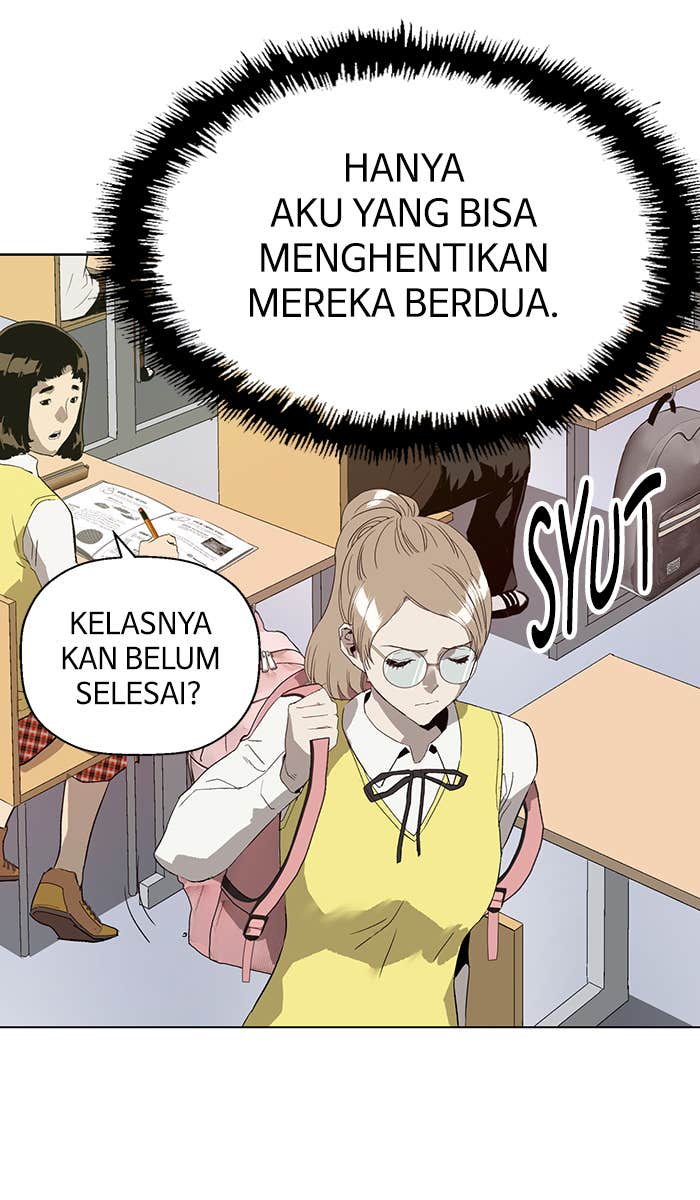 HANYA
AKU YANG BISA
MENGHENTIKAN
MEREKA BERDUA.
SYUT
KELASNYA
KAN BELUM
SELESAI?